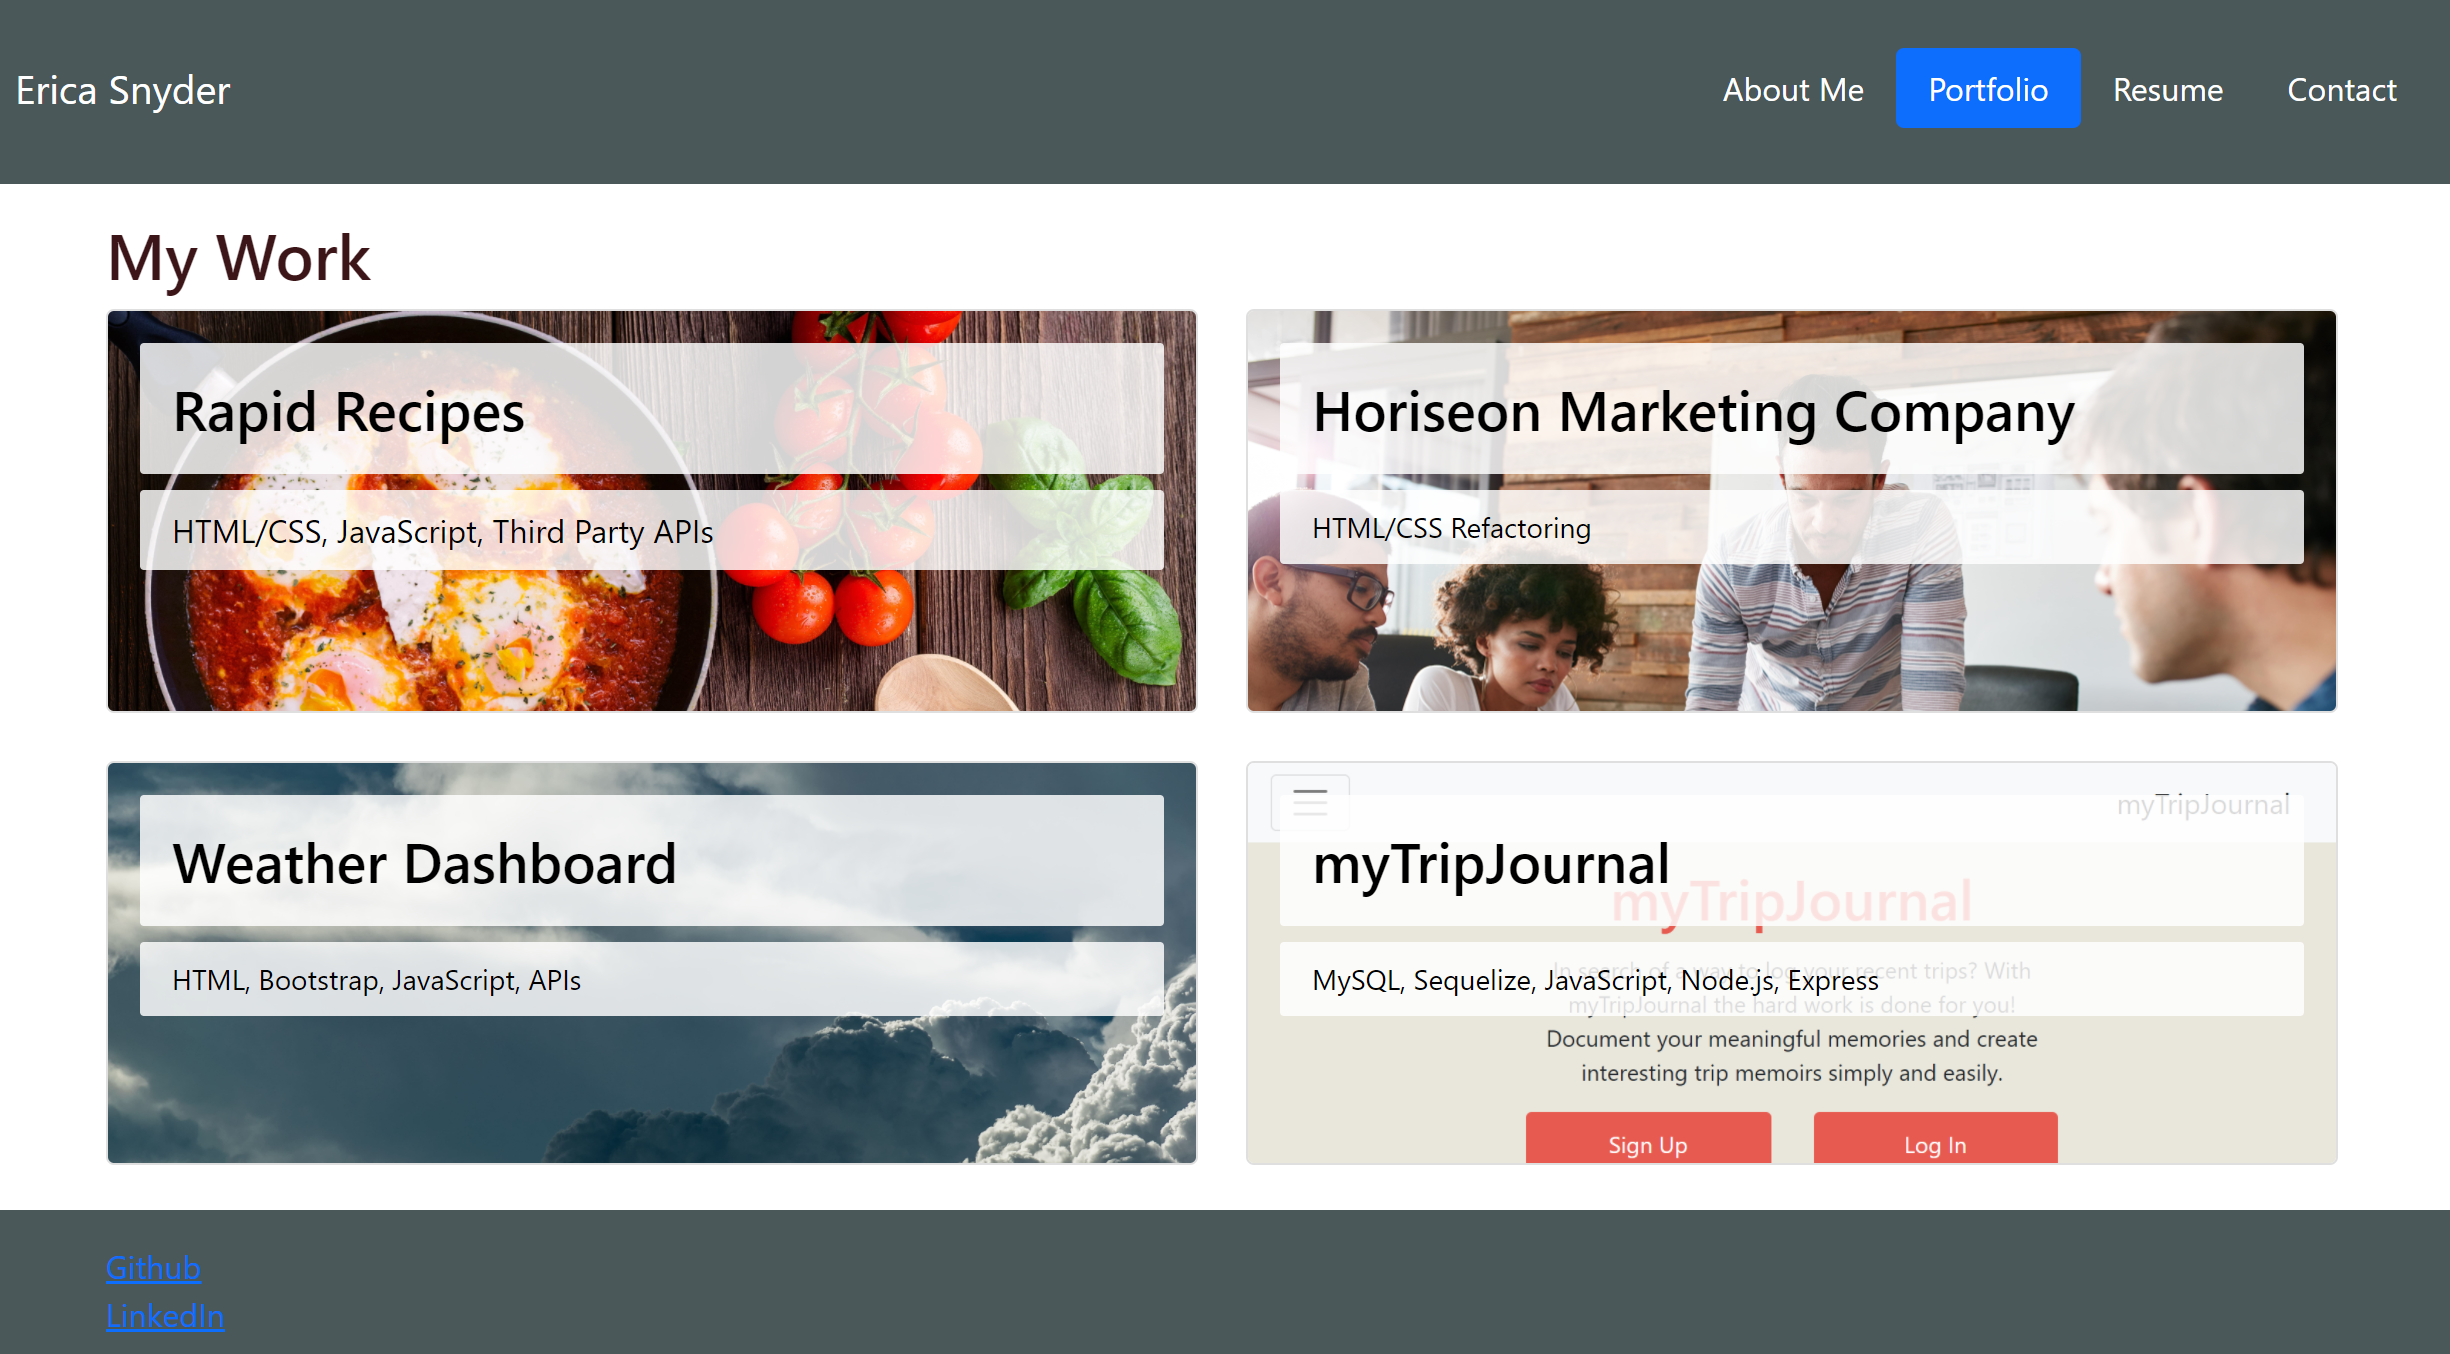 Erica Snyder
About Me
Portfolio
Resume
Contact
My Work
Rapid Recipes
HTML/CSS, JavaScript, Third Party APIs
Horiseon Marketing Company
HTML/CSS Refactoring
Weather Dashboard
HTML, Bootstrap, JavaScript, APIs
myTripJournal
myTripJournal
myTripJournal
MySQL, Sequelize, JavaScript, Node.js, Express
In search of a way to log your recent trips? With
myTripJournal the hard work is done for you!
Document your meaningful memories and create
interesting trip memoirs simply and easily.
Sign Up
Log In
Github
LinkedIn